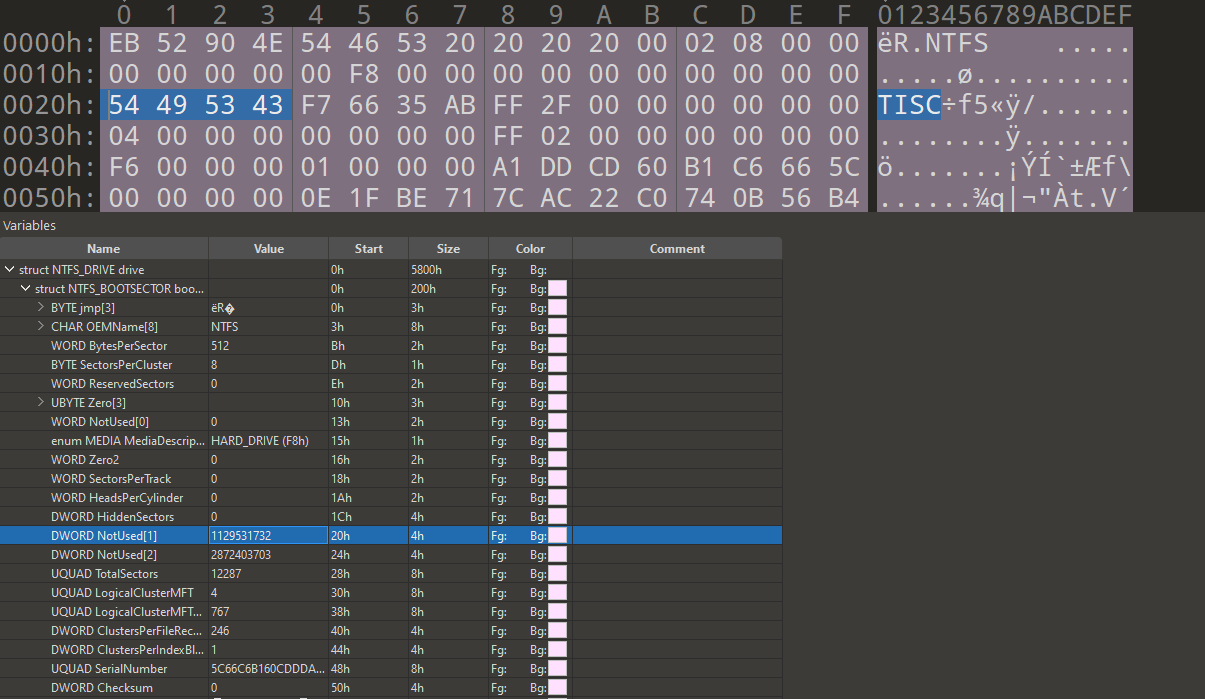 0 1 2 3 4 5 6 7 8 9 A B C D E F 0123456789ABCDEF
0000h: EB 52 90 4E 54 46 53 20 20 20 20 00 02 08 00 00 ëR.NTFS    .....
0010h: 00 00 00 00 00 F8 00 00 00 00 00 00 00 00 00 00 .....ø..........
0020h: 54 49 53 43 F7 66 35 AB FF 2F 00 00 00 00 00 00 TISC÷f5«ÿ/......
0030h: 04 00 00 00 00 00 00 00 FF 02 00 00 00 00 00 00 ........ÿ.......
0040h: F6 00 00 00 01 00 00 00 A1 DD CD 60 B1 C6 66 5C ö.......¡ÝÍ`±Æf\
0050h: 00 00 00 00 0E 1F BE 71 7C AC 22 C0 74 0B 56 B4 ......¾q|¬"Àt.V´
Variables
Name Value Start Size Color Comment
struct NTFS_DRIVE drive 0h 5800h Fg: Bg:
struct NTFS_BOOTSECTOR boo... 0h 200h Fg: Bg:
BYTE jmp[3] ëR� 0h 3h Fg: Bg:
CHAR OEMName[8] NTFS 3h 8h Fg: Bg:
WORD BytesPerSector 512 Bh 2h Fg: Bg:
BYTE SectorsPerCluster 8 Dh 1h Fg: Bg:
WORD ReservedSectors 0 Eh 2h Fg: Bg:
UBYTE Zero[3] 10h 3h Fg: Bg:
WORD NotUsed[0] 0 13h 2h Fg: Bg:
enum MEDIA MediaDescrip... HARD_DRIVE (F8h) 15h 1h Fg: Bg:
WORD Zero2 0 16h 2h Fg: Bg:
WORD SectorsPerTrack 0 18h 2h Fg: Bg:
WORD HeadsPerCylinder 0 1Ah 2h Fg: Bg:
DWORD HiddenSectors 0 1Ch 4h Fg: Bg:
DWORD NotUsed[1] 1129531732 20h 4h Fg: Bg:
DWORD NotUsed[2] 2872403703 24h 4h Fg: Bg:
UQUAD TotalSectors 12287 28h 8h Fg: Bg:
UQUAD LogicalClusterMFT 4 30h 8h Fg: Bg:
UQUAD LogicalClusterMFT... 767 38h 8h Fg: Bg:
DWORD ClustersPerFileRec... 246 40h 4h Fg: Bg:
DWORD ClustersPerIndexBl... 1 44h 4h Fg: Bg:
UQUAD SerialNumber 5C66C6B160CDDDA... 48h 8h Fg: Bg:
DWORD Checksum 0 50h 4h Fg: Bg: